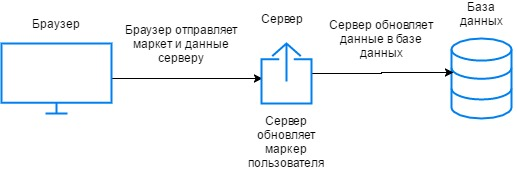 Браузер
Браузер отправляет
маркет и данные
серверу
Сервер
Сервер
обновляет
маркер
пользователя
Сервер обновляет
данные в базе
данных
База
данных